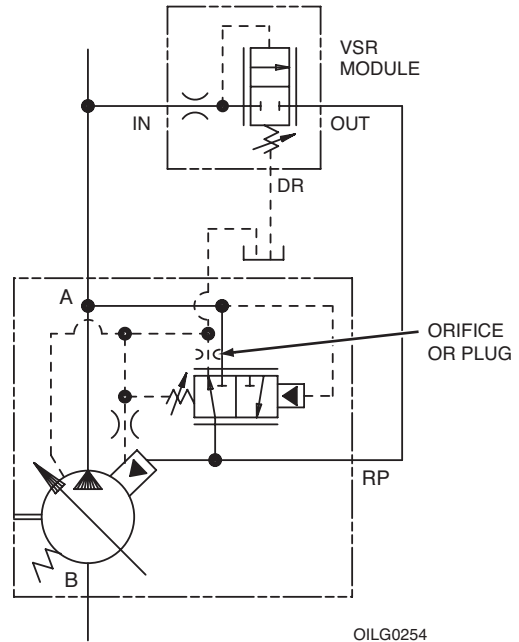 VSR
MODULE
IN
OUT
DR
A
ORIFICE
OR PLUG
RP
B
OILG0254